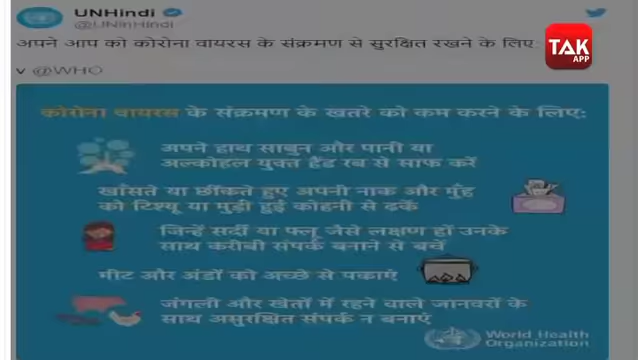 UNHindi
@UNinHindi
TAK
APP
अपने आप को कोरोना वायरस के संक्रमण से सुरक्षित रखने के लिए:
v @WHO
कोरोना वायरस के संक्रमण के खतरे को कम करने के लिए:
अपने हाथ साबुन और पानी या
अल्कोहल युक्त हैंड रब से साफ करें
खाँसते या छींकते हुए अपनी नाक और मुँह
को टिश्यू या मुड़ी हुई कोहनी से ढकें
जिन्हें सर्दी या फ्लू जैसे लक्षण हों उनके
साथ करीबी संपर्क बनाने से बचें
मीट और अंडों को अच्छे से पकाएं
जंगली और खेतों में रहने वाले जानवरों के
साथ असुरक्षित संपर्क न बनाएं
World Health
Organization